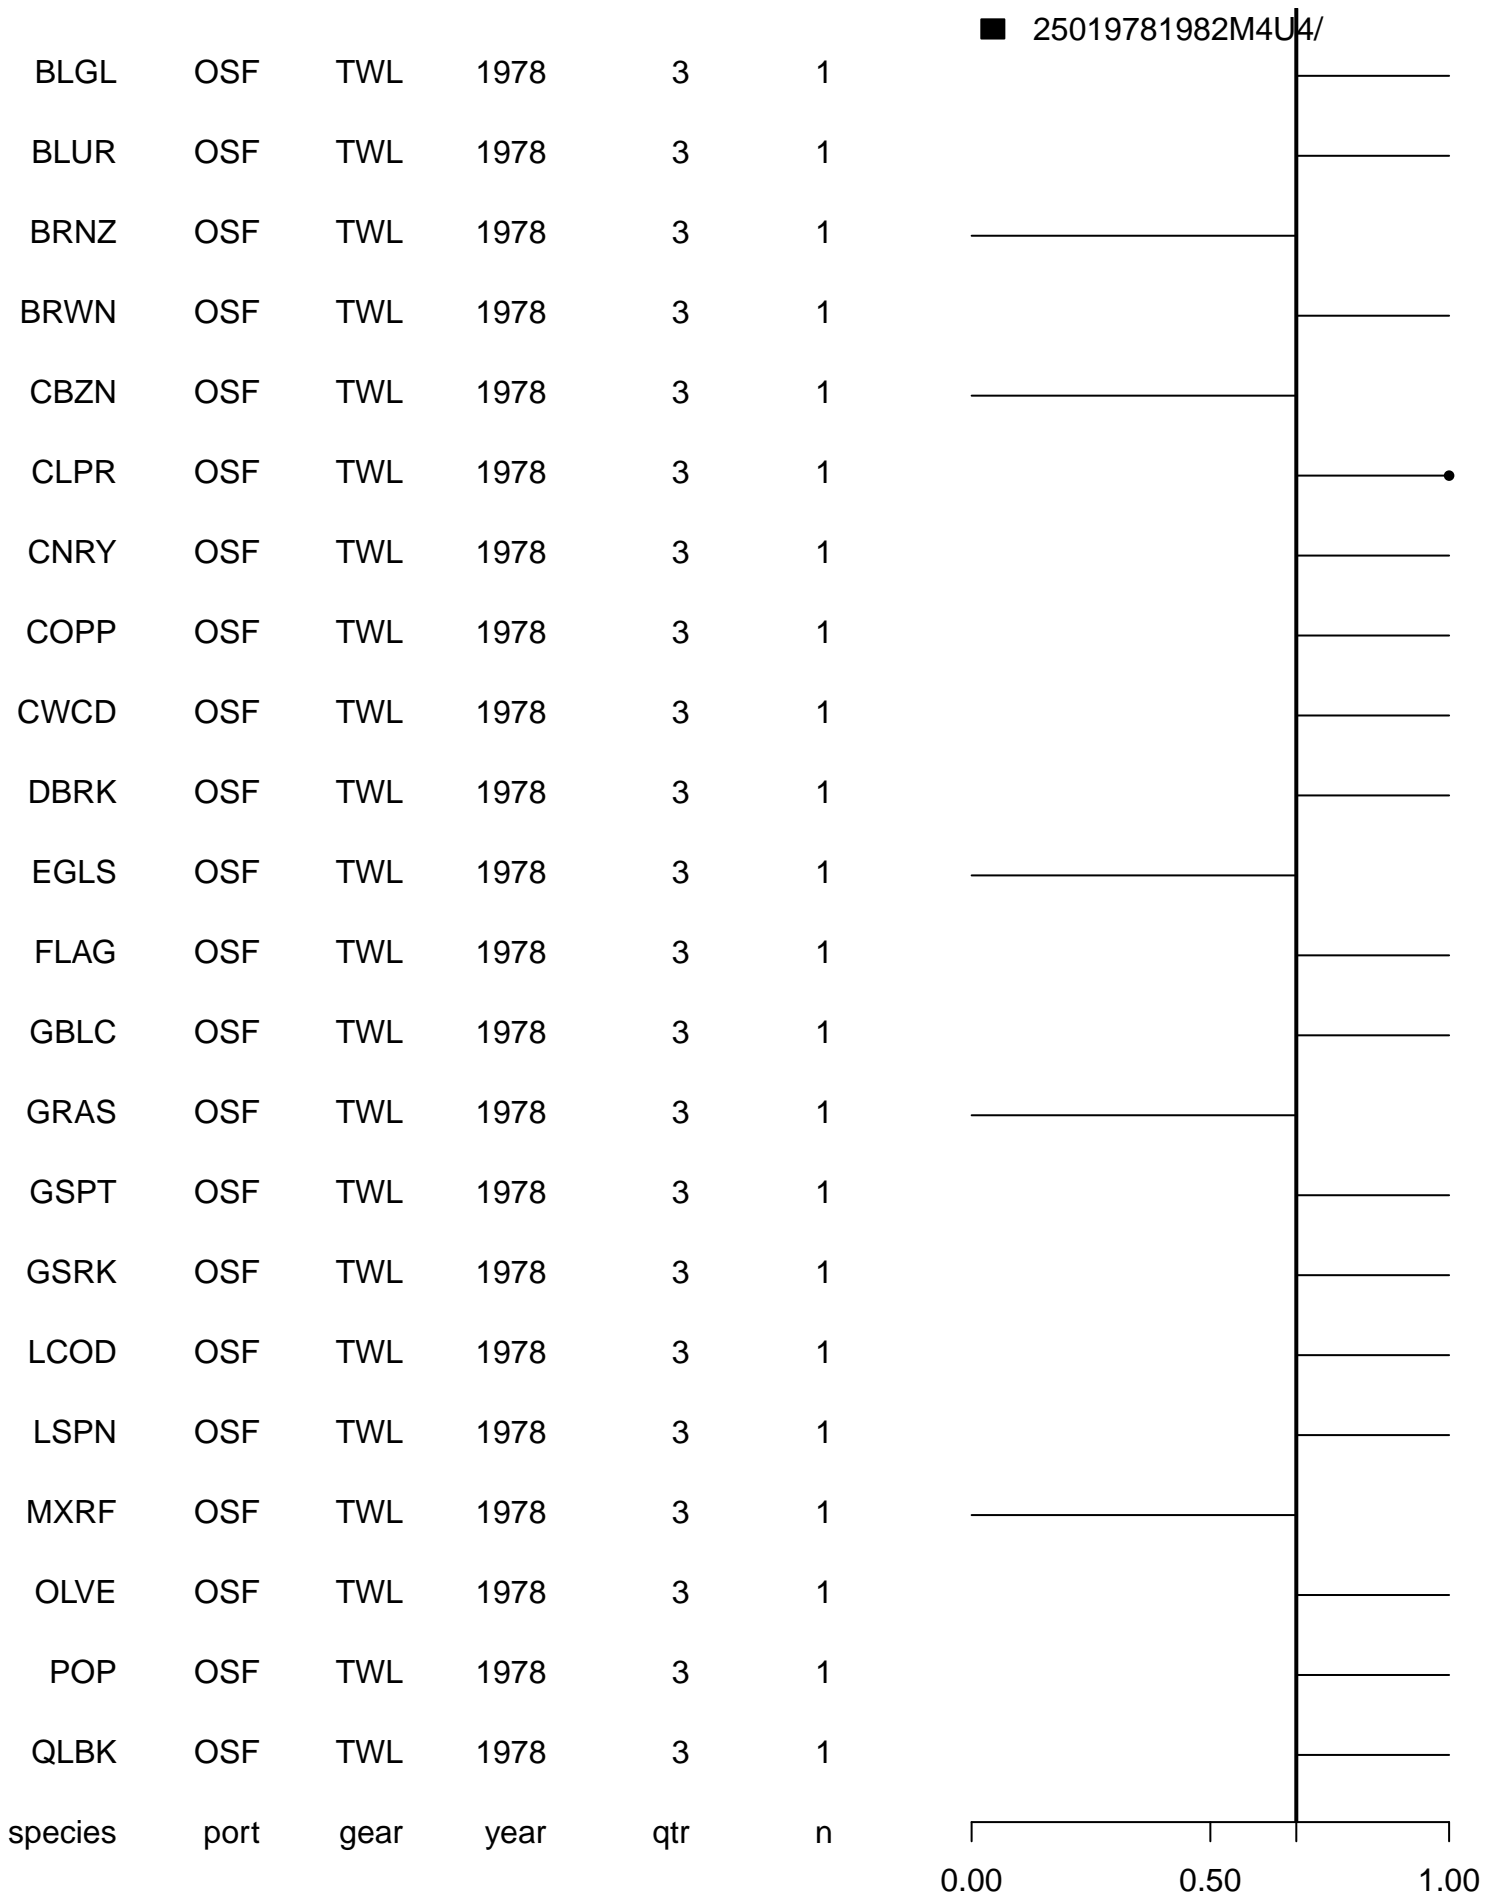 25019781982M4U4/
BLGL OSF TWL 1978 3 1
BLUR OSF TWL 1978 3 1
BRNZ OSF TWL 1978 3 1
BRWN OSF TWL 1978 3 1
CBZN OSF TWL 1978 3 1
CLPR OSF TWL 1978 3 1
CNRY OSF TWL 1978 3 1
COPP OSF TWL 1978 3 1
CWCD OSF TWL 1978 3 1
DBRK OSF TWL 1978 3 1
EGLS OSF TWL 1978 3 1
FLAG OSF TWL 1978 3 1
GBLC OSF TWL 1978 3 1
GRAS OSF TWL 1978 3 1
GSPT OSF TWL 1978 3 1
GSRK OSF TWL 1978 3 1
LCOD OSF TWL 1978 3 1
LSPN OSF TWL 1978 3 1
MXRF OSF TWL 1978 3 1
OLVE OSF TWL 1978 3 1
POP OSF TWL 1978 3 1
QLBK OSF TWL 1978 3 1
species port gear year qtr n
0.00 0.50 1.00